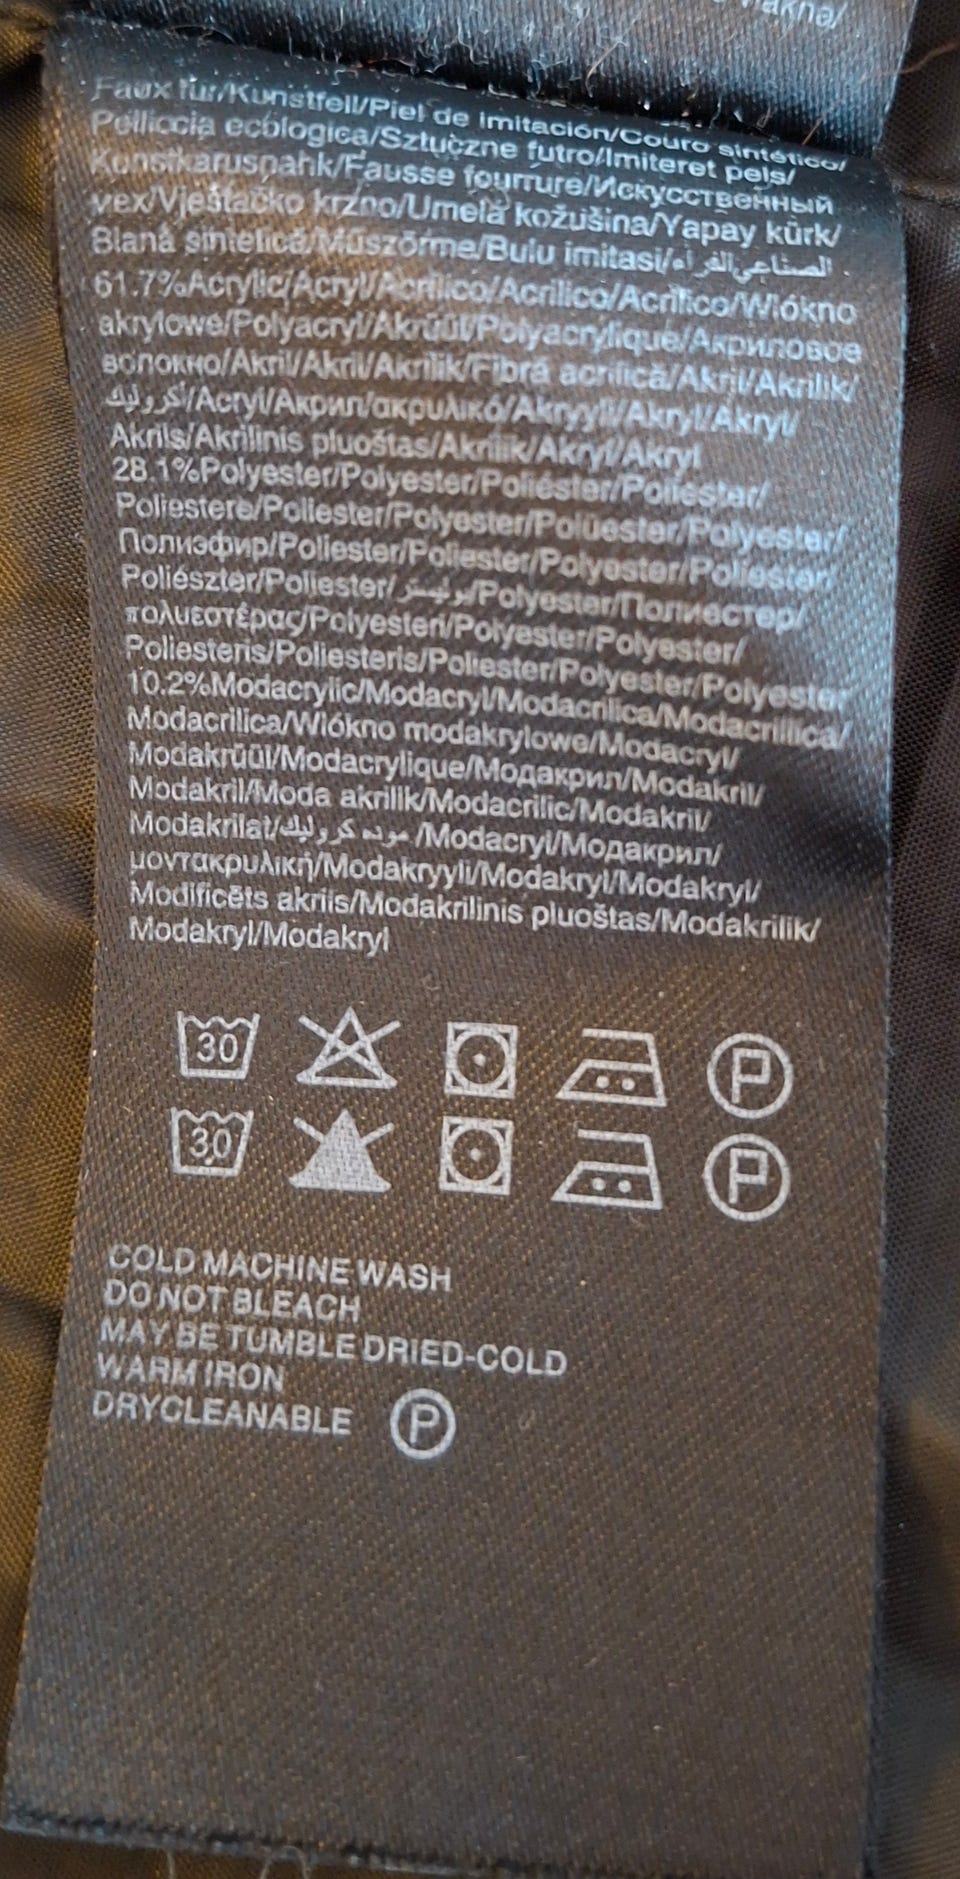 Faux fur/Kunstfell/Piel de imitación/Couro sintético/
Pelliccia ecologica/Sztuczne futro/Imiteret pels/
Kunstkarusnahk/Fausse fourrure/Искусственный
vex/Vještačko krzno/Umelá kožušina/Yapay kürk/
Blană sintetică/Műszőrme/Bulu imitasi/الصناعي الفراء
61.7%Acrylic/Acryl/Acrílico/Acrílico/Acrilico/Włókno
akrylowe/Polyacryl/Akrüül/Polyacrylique/Акриловое
волокно/Akril/Akril/Akrilik/Fibră acrilică/Akril/Akrilik/
أكروليك/Acryl/Акрил/ακρυλικό/Akryyli/Akryl/Akryl/
Akrils/Akrilinis pluoštas/Akrilik/Akryl/Akryl
28.1%Polyester/Polyester/Poliéster/Poliester/
Poliestere/Poliester/Polyester/Polüester/Polyester/
Полиэфир/Poliester/Poliester/Polyester/Poliester
Poliészter/Poliester/بوليستر/Polyester/Полиестер/
πολυεστέρας/Polyesteri/Polyester/Polyester/
Poliesteris/Poliesteris/Poliester/Polyester/Polyester
10.2%Modacrylic/Modacryl/Modacrilica/Modacrillica/
Modacrilica/Włókno modakrylowe/Modacryl/
Modakrüül/Modacrylique/Модакрил/Modakril/
Modakril/Moda akrilik/Modacrilic/Modakril/
Modakrilat/موده كروليك/Modacryl/Модакрил/
μοντακρυλική/Modakryyli/Modakryl/Modakryl/
Modificēts akrils/Modakrilinis pluoštas/Modakrilik/
Modakryl/Modakryl
30 P
30 P
COLD MACHINE WASH
DO NOT BLEACH
MAY BE TUMBLE DRIED-COLD
WARM IRON
DRYCLEANABLE P